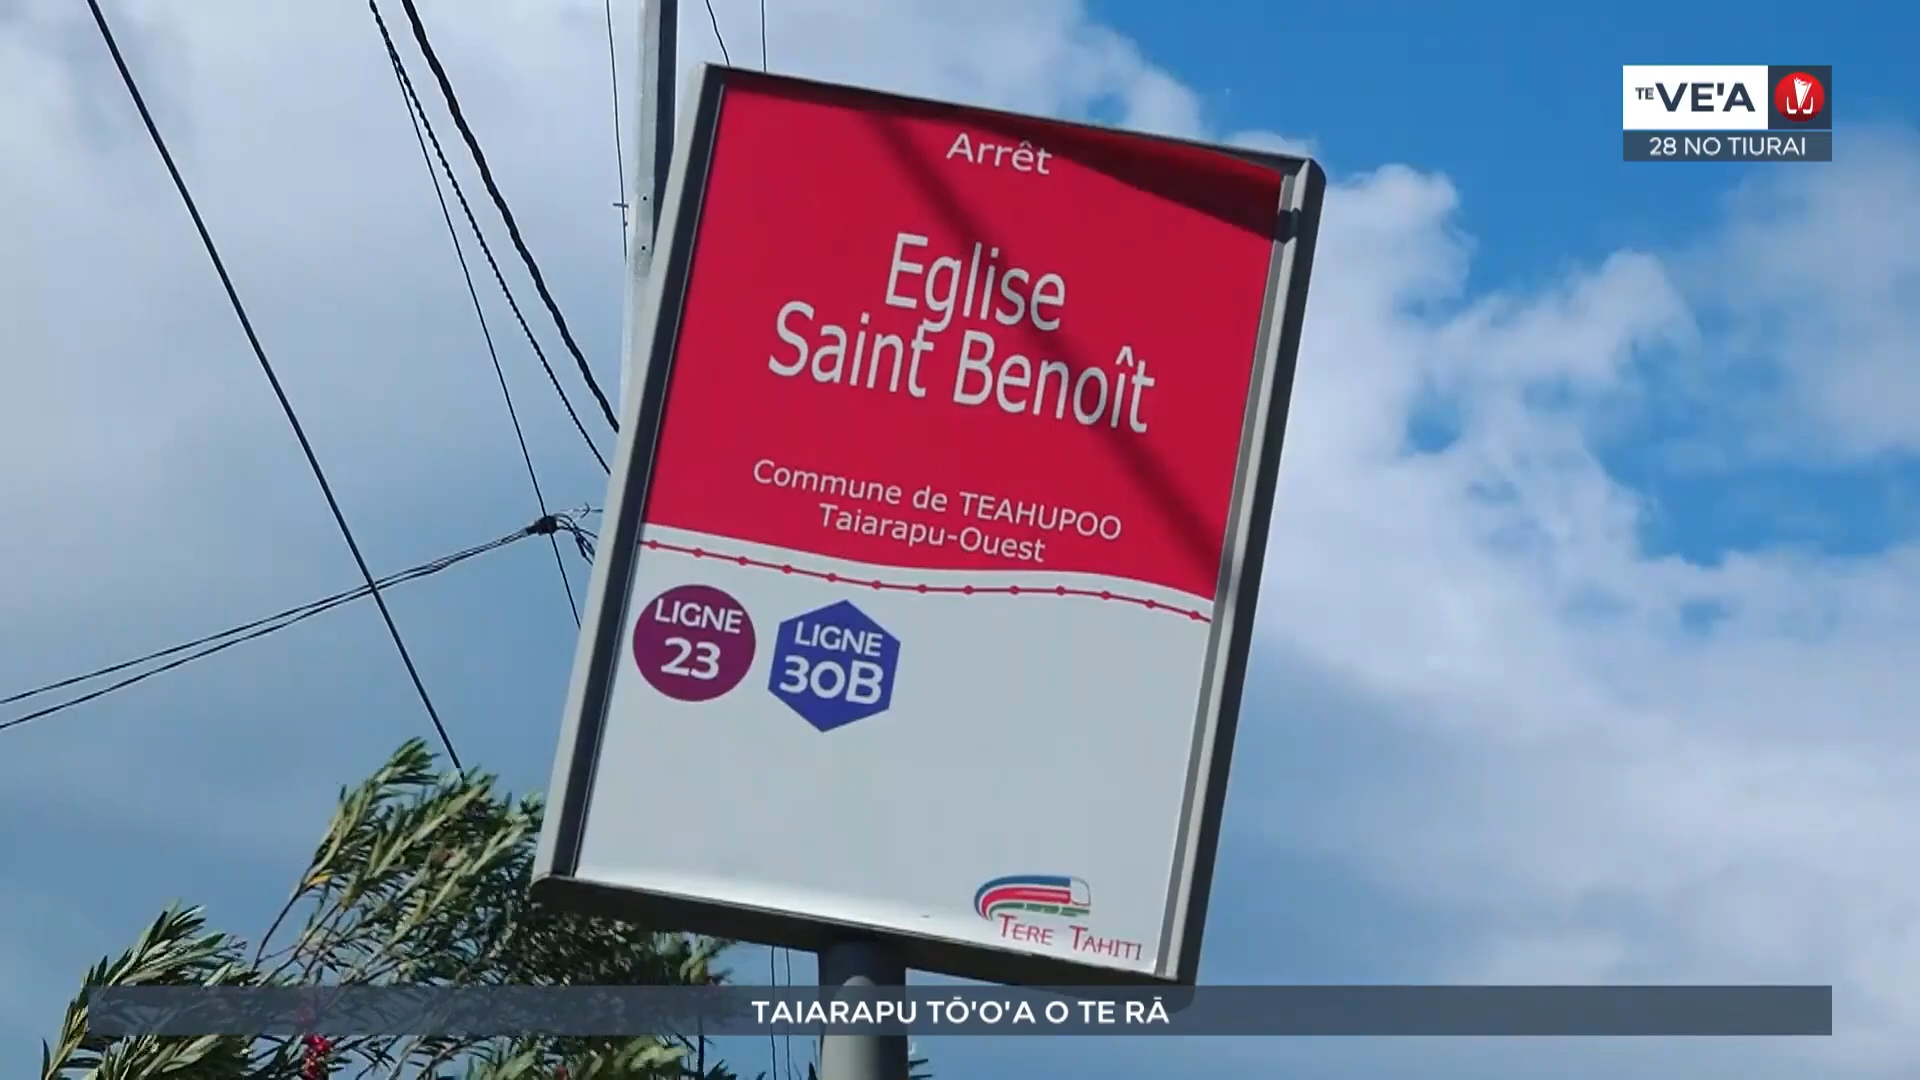 TE VE'A
28 NO TIURAI
Arrêt
Eglise
Saint Benoît
Commune de TEAHUPOO
Taiarapu-Ouest
LIGNE
23
LIGNE
30B
TERE TAHITI
TAIARAPU TŌ'O'A O TE RĀ